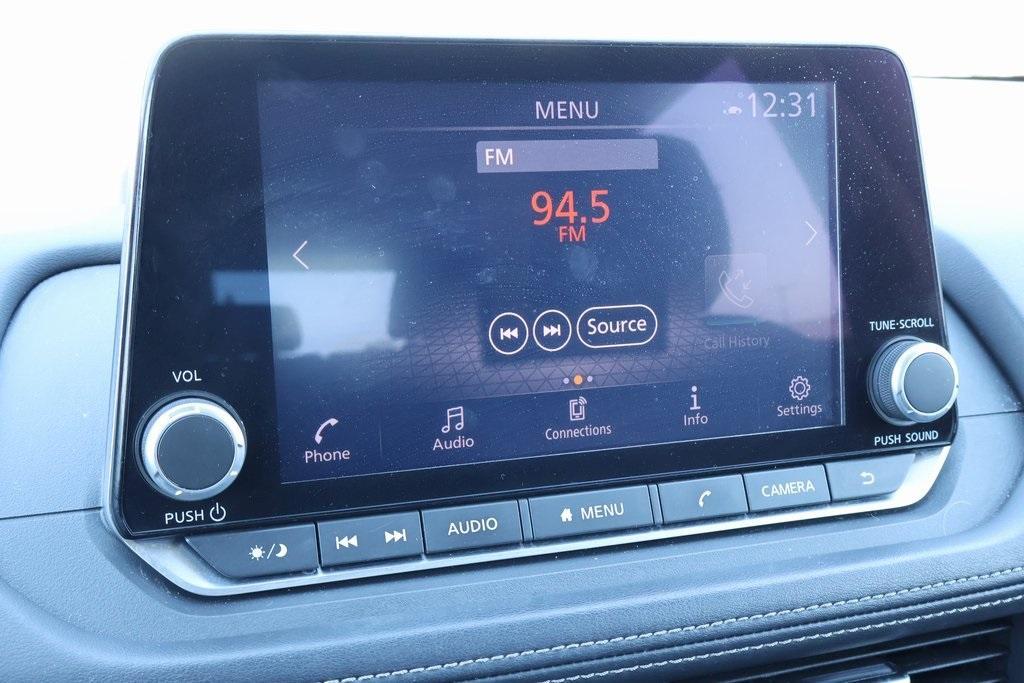 MENU
12:31
FM
94.5
FM
Source
Call History
TUNE·SCROLL
VOL
Phone
Audio
Connections
Info
Settings
PUSH SOUND
PUSH
AUDIO
MENU
CAMERA